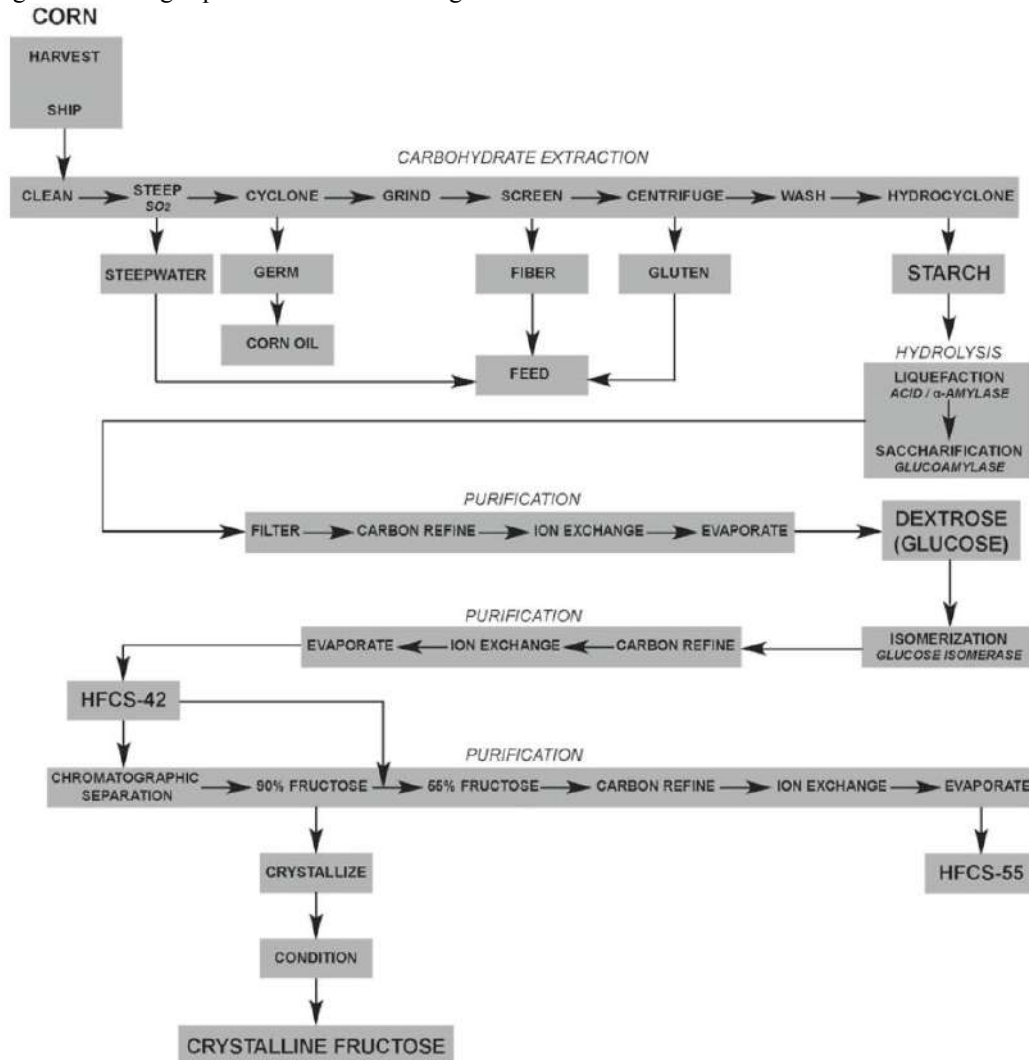 CORN
HARVEST
SHIP
CARBOHYDRATE EXTRACTION
CLEAN STEEP CYCLONE GRIND SCREEN CENTRIFUGE WASH HYDROCYCLONE
SO2
STEEPWATER GERM FIBER GLUTEN STARCH
CORN OIL FEED
HYDROLYSIS
LIQUEFACTION
ACID / α-AMYLASE
SACCHARIFICATION
GLUCOAMYLASE
PURIFICATION
FILTER CARBON REFINE ION EXCHANGE EVAPORATE
DEXTROSE
(GLUCOSE)
PURIFICATION
EVAPORATE ION EXCHANGE CARBON REFINE
ISOMERIZATION
GLUCOSE ISOMERASE
HFCS-42
PURIFICATION
CHROMATOGRAPHIC
SEPARATION
90% FRUCTOSE 55% FRUCTOSE CARBON REFINE ION EXCHANGE EVAPORATE
CRYSTALLIZE
HFCS-55
CONDITION
CRYSTALLINE FRUCTOSE